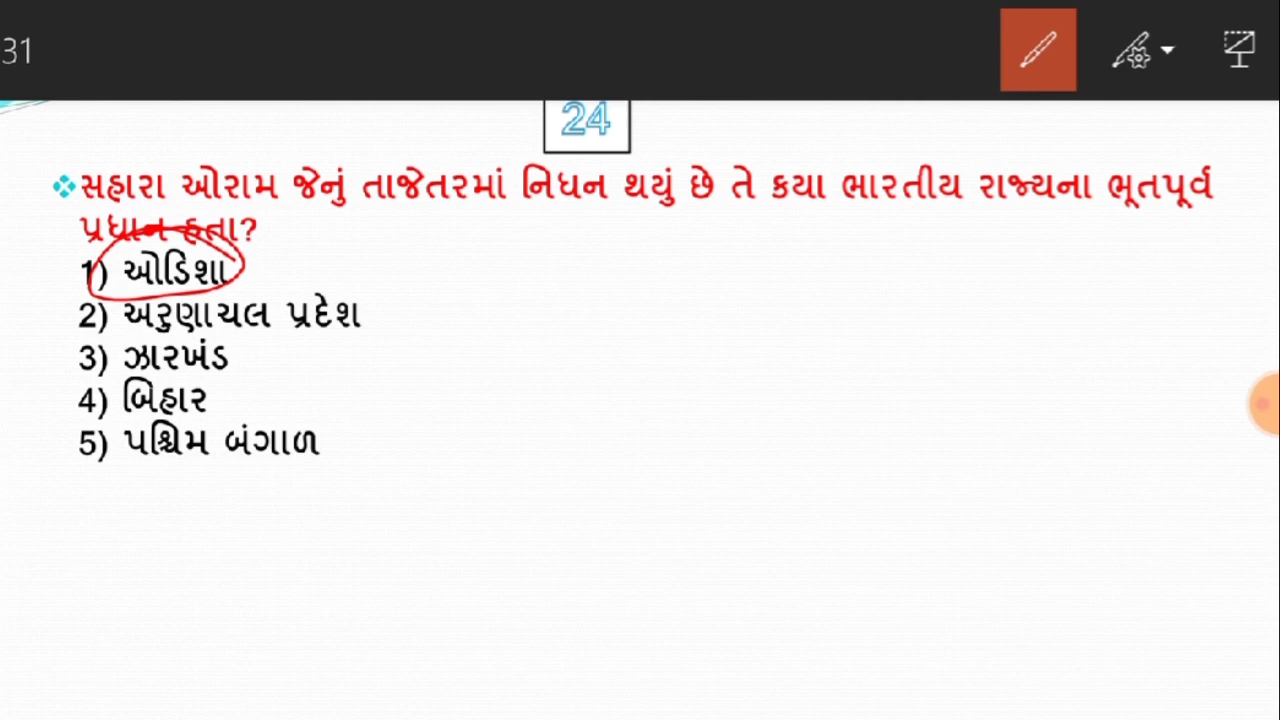 31
24
સહારા ઓરામ જેનું તાજેતરમાં નિધન થયું છે તે કયા ભારતીય રાજ્યના ભૂતપૂર્વ
પ્રધાન હતા?
1) ઓડિશા
2) અરુણાચલ પ્રદેશ
3) ઝારખંડ
4) બિહાર
5) પશ્ચિમ બંગાળ